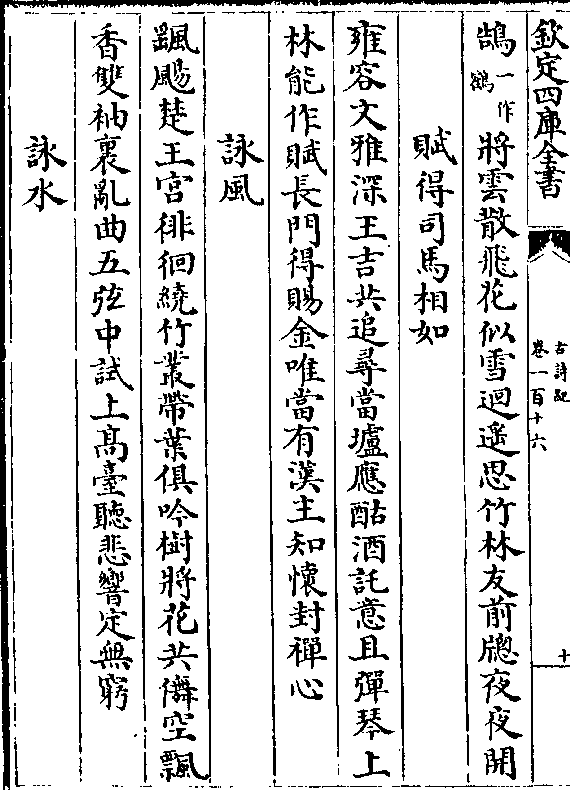 欽定四庫全書
古詩紀
卷一百十六
十
鵠一作鶴將雲散飛花似雪迴遥思竹林友前牕夜夜開
賦得司馬相如
雍容文雅深王吉共追尋當壚應酤酒託意且彈琴上
林能作賦長門得賜金唯當有漢主知懷封禪心
詠風
飄颺楚王宫徘徊繞竹叢帶葉俱吟樹將花共儛空飄
香雙袖裏亂曲五弦中試上髙臺聽悲響定無窮
詠水